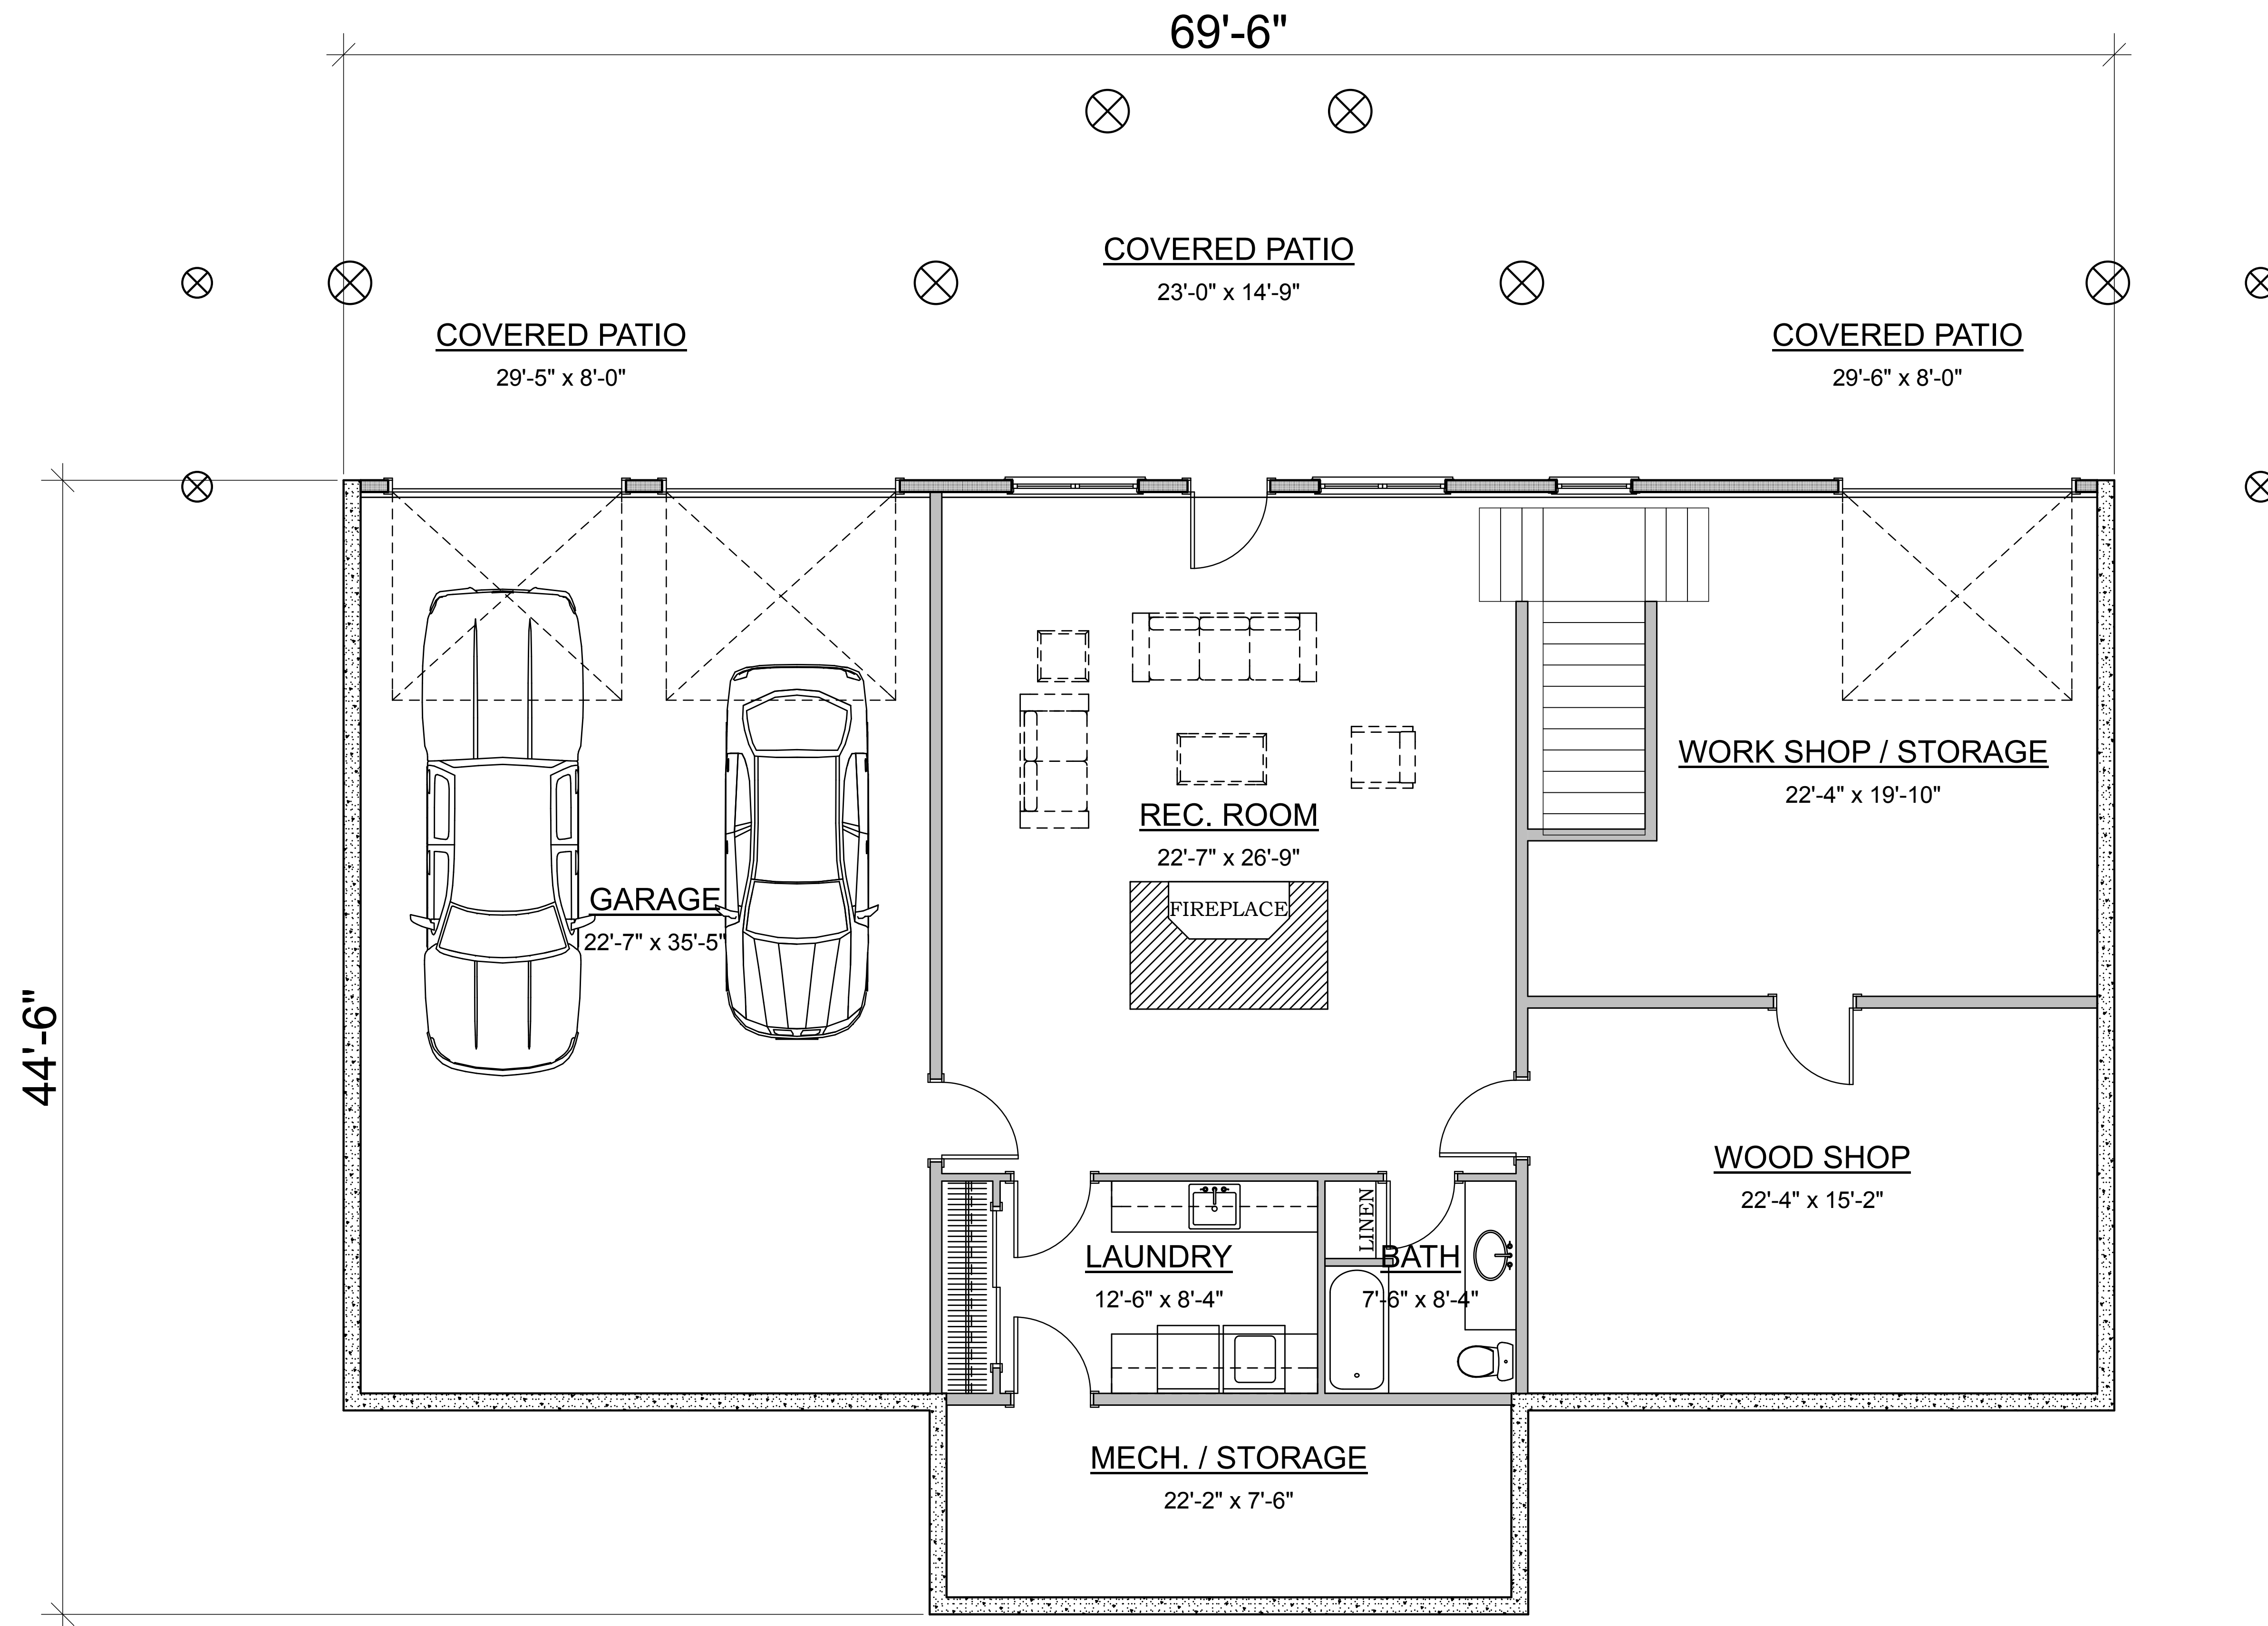 69'-6"
COVERED PATIO
23'-0" x 14'-9"
COVERED PATIO
29'-5" x 8'-0"
COVERED PATIO
29'-6" x 8'-0"
44'-6"
WORK SHOP / STORAGE
22'-4" x 19'-10"
REC. ROOM
22'-7" x 26'-9"
GARAGE
22'-7" x 35'-5"
FIREPLACE
WOOD SHOP
22'-4" x 15'-2"
LINEN
LAUNDRY
12'-6" x 8'-4"
BATH
7'-6" x 8'-4"
MECH. / STORAGE
22'-2" x 7'-6"